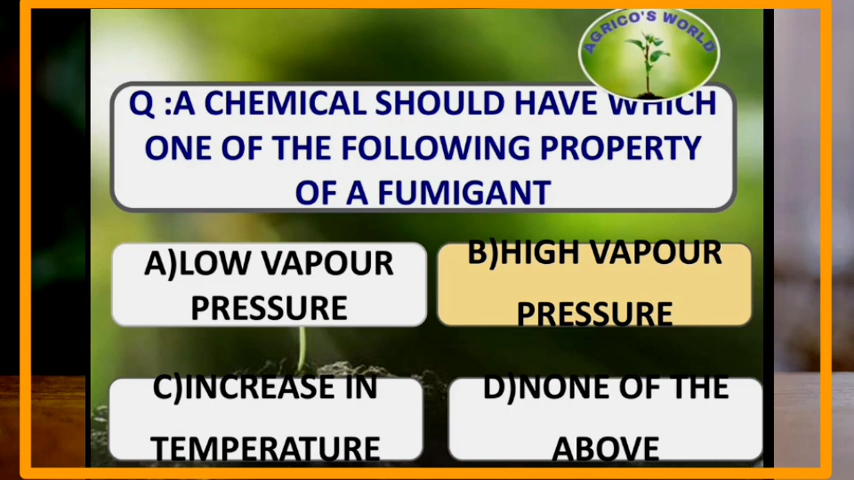 AGRICO'S WORLD
Q :A CHEMICAL SHOULD HAVE WHICH
ONE OF THE FOLLOWING PROPERTY
OF A FUMIGANT
A)LOW VAPOUR
PRESSURE
B)HIGH VAPOUR
PRESSURE
C)INCREASE IN
TEMPERATURE
D)NONE OF THE
ABOVE